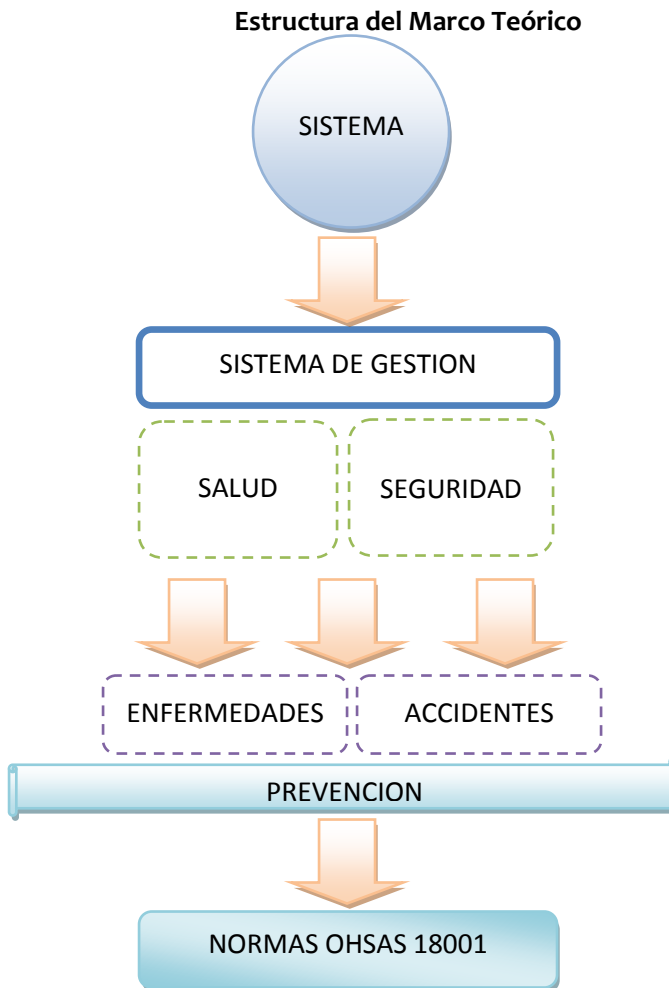 Estructura del Marco Teórico
SISTEMA
SISTEMA DE GESTION
SALUD
SEGURIDAD
ENFERMEDADES
ACCIDENTES
PREVENCION
NORMAS OHSAS 18001